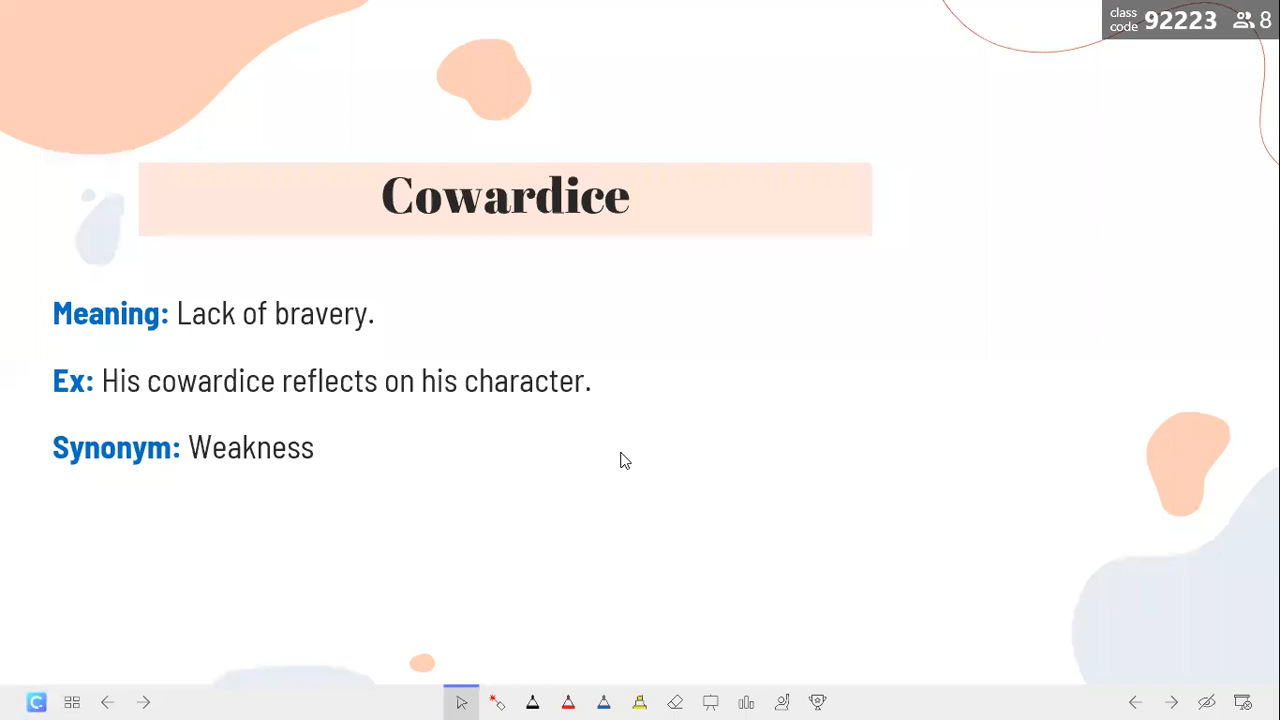 class
code 92223 8
Cowardice
Meaning: Lack of bravery.
Ex: His cowardice reflects on his character.
Synonym: Weakness